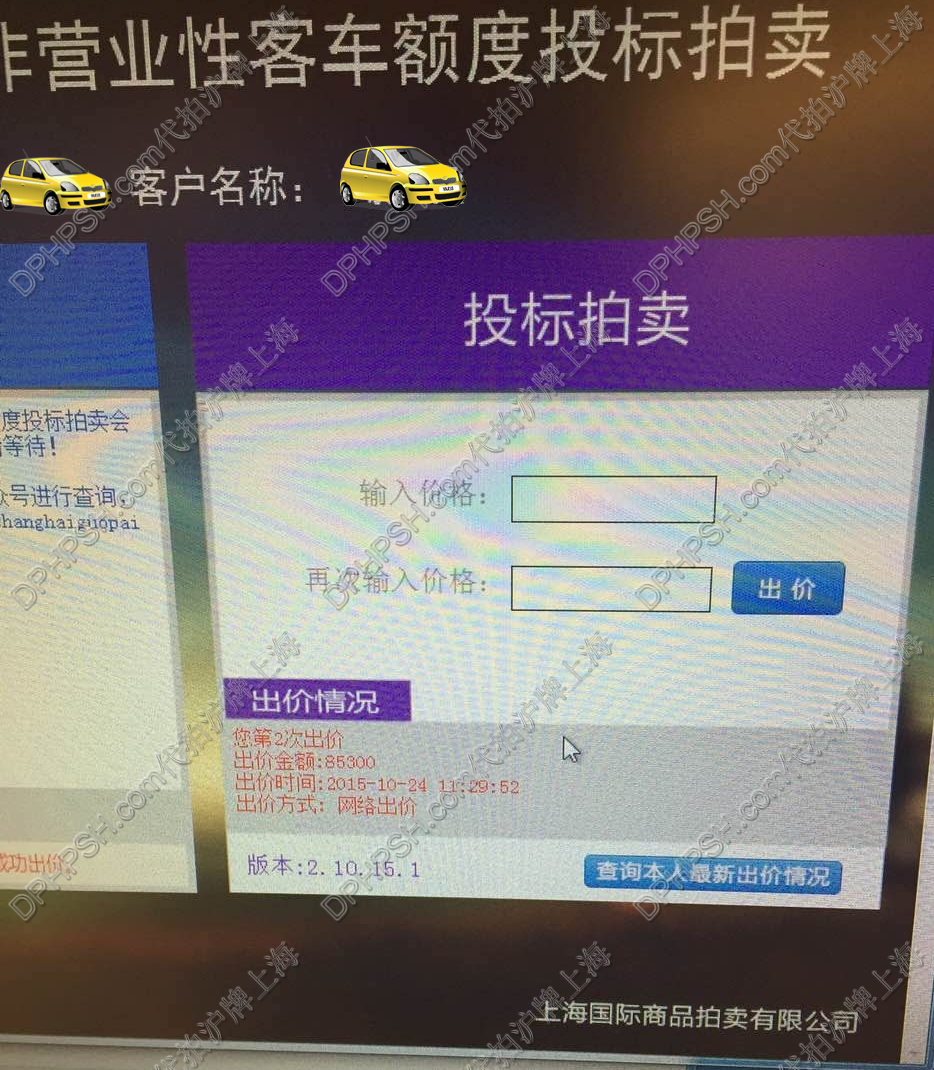 非营业性客车额度投标拍卖
客户名称：
投标拍卖
度投标拍卖会
等待！
众号进行查询。
shanghaiguopai
输入价格：
再次输入价格：
出 价
出价情况
您第2次出价
出价金额:85300
出价时间:2015-10-24 11:29:52
出价方式：网络出价
成功出价
版本:2.10.15.1
查询本人最新出价情况
上海国际商品拍卖有限公司
DPHPSH.com代拍沪牌上海